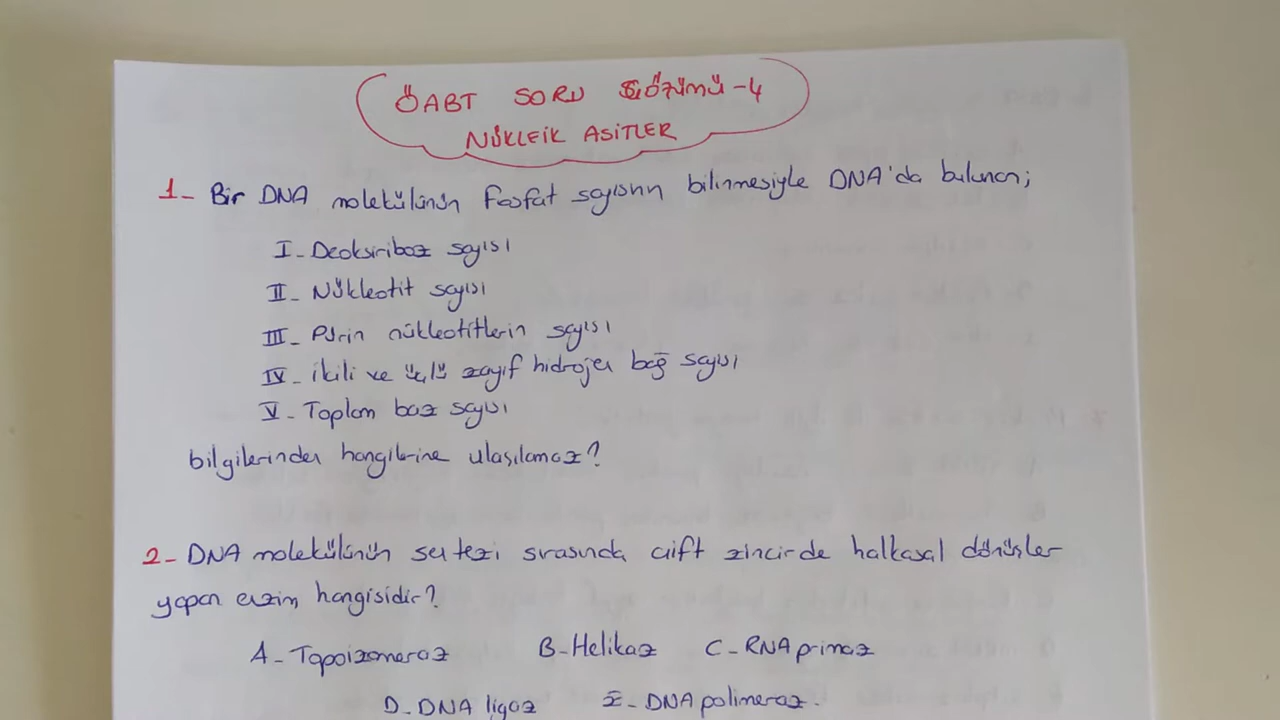 ÖABT SORU ÇÖZÜMÜ-4
NÜKLEİK ASİTLER
1- Bir DNA molekülünün fosfat sayısının bilinmesiyle DNA'da bulunan;
I- Deoksiriboz sayısı
II- Nükleotit sayısı
III- Pürin nükleotitlerin sayısı
IV- İkili ve üçlü zayıf hidrojen bağ sayısı
V- Toplam baz sayısı
bilgilerinden hangilerine ulaşılamaz?
2- DNA molekülünün sentezi sırasında çift zincirde halkasal dönüşler
yapan enzim hangisidir?
A- Topoizomeraz B- Helikaz C- RNA primaz
D- DNA ligaz E- DNA polimeraz.